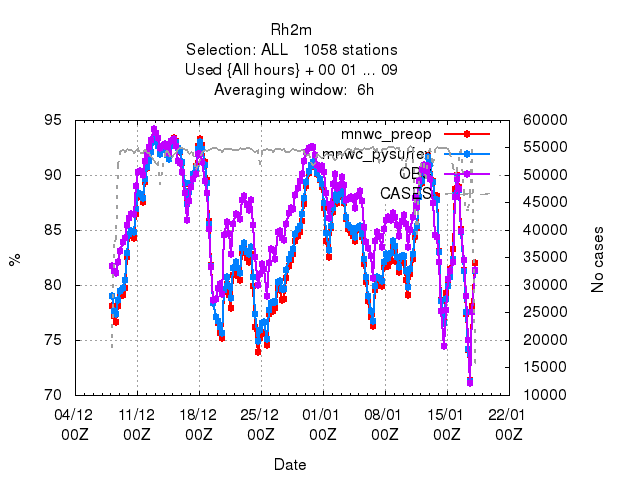 Rh2m
Selection: ALL   1058 stations
Used {All hours} + 00 01 ... 09
Averaging window:  6h
95 60000
mnwc_preop
55000
mnwc_pysurfex
90 50000
OBS
CASES
45000
85 40000
35000
80 30000
25000
75 20000
15000
70 10000
%
No cases
04/12 11/12 18/12 25/12 01/01 08/01 15/01 22/01
00Z 00Z 00Z 00Z 00Z 00Z 00Z 00Z
Date